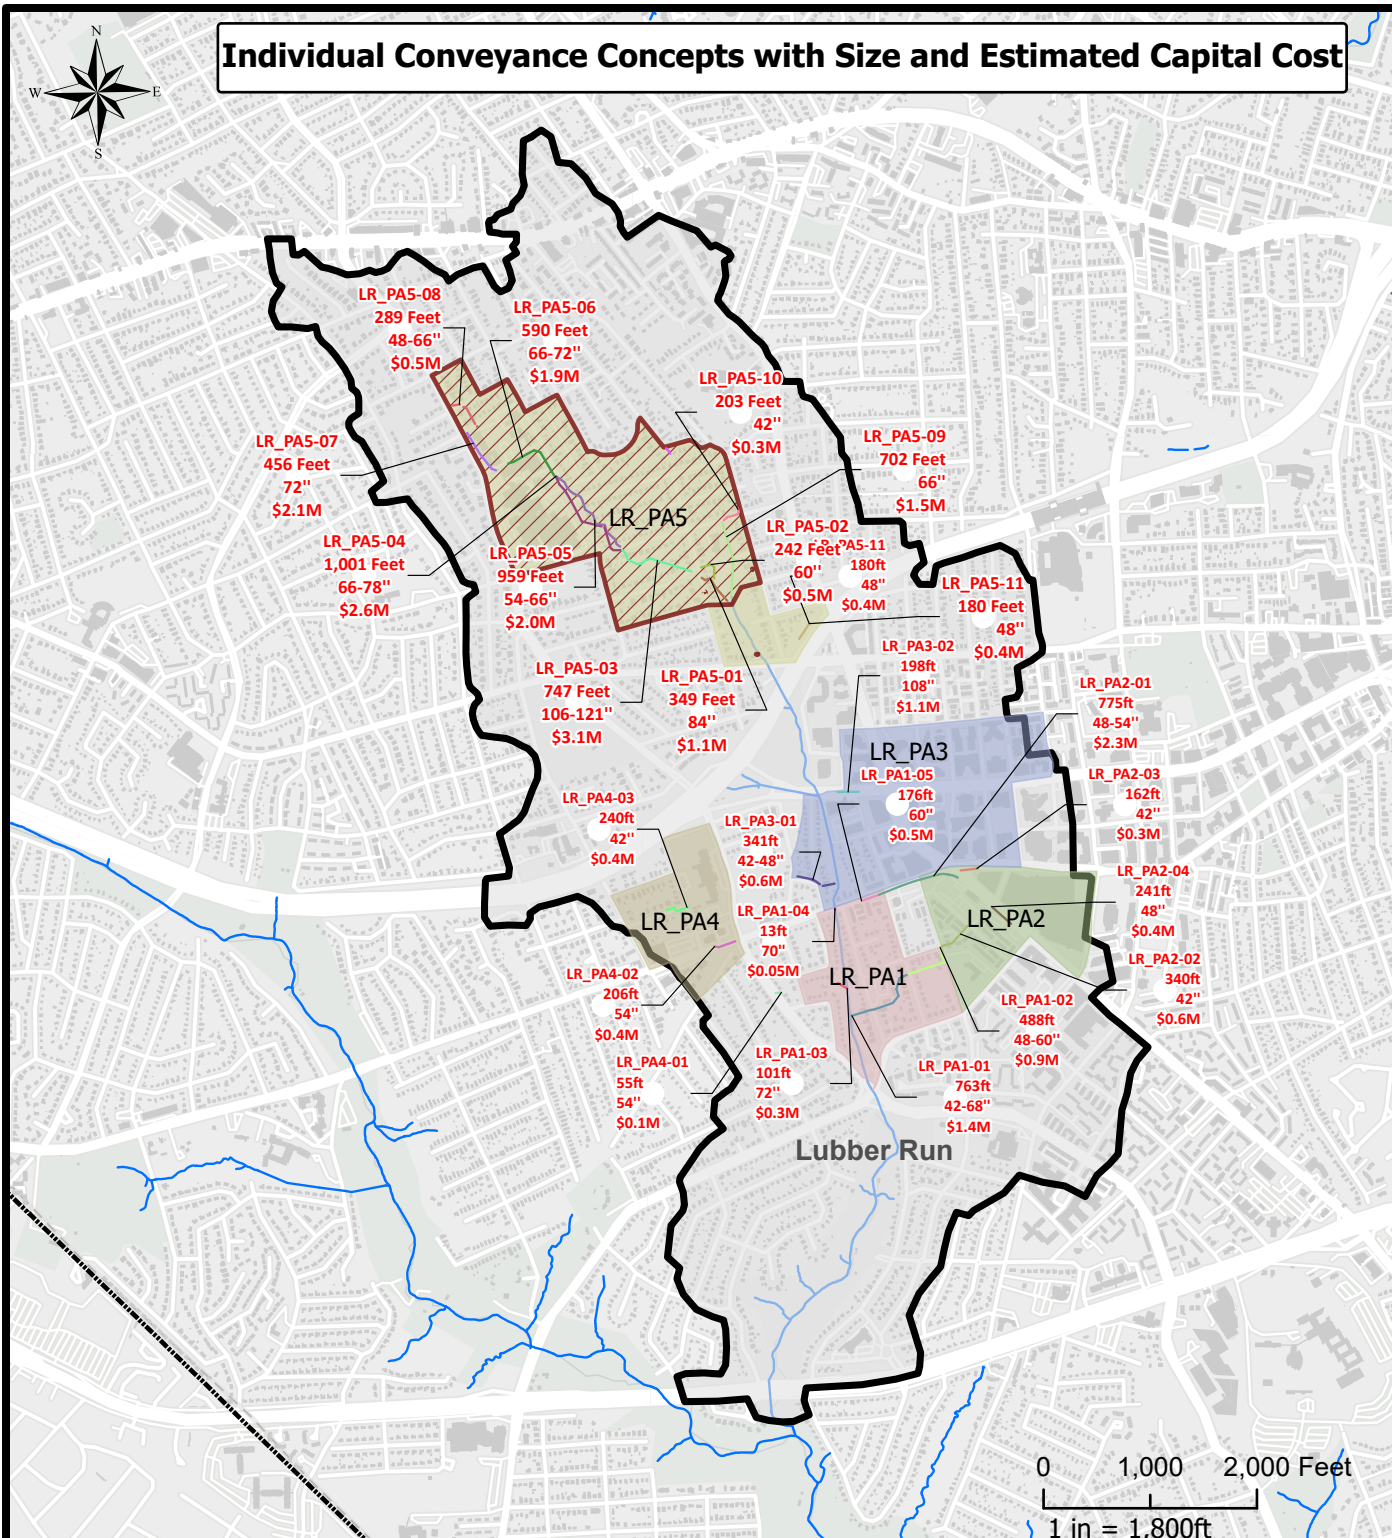 Individual Conveyance Concepts with Size and Estimated Capital Cost
N
W
E
S
LR_PA5-08
289 Feet
48-66"
$0.5M
LR_PA5-06
590 Feet
66-72"
$1.9M
LR_PA5-10
203 Feet
42"
$0.3M
LR_PA5-09
702 Feet
66"
$1.5M
LR_PA5-07
456 Feet
72"
$2.1M
LR_PA5
LR_PA5-04
1,001 Feet
66-78"
$2.6M
LR_PA5-05
959 Feet
54-66"
$2.0M
LR_PA5-02
242 Feet
60"
$0.5M
LR_PA5-11
180ft
48"
$0.4M
LR_PA5-11
180 Feet
48"
$0.4M
LR_PA5-03
747 Feet
106-121"
$3.1M
LR_PA5-01
349 Feet
84"
$1.1M
LR_PA3-02
198ft
108"
$1.1M
LR_PA2-01
775ft
48-54"
$2.3M
LR_PA3
LR_PA1-05
176ft
60"
$0.5M
LR_PA2-03
162ft
42"
$0.3M
LR_PA4-03
240ft
42"
$0.4M
LR_PA3-01
341ft
42-48"
$0.6M
LR_PA2-04
241ft
48"
$0.4M
LR_PA4
LR_PA1-04
13ft
70"
$0.05M
LR_PA2
LR_PA1
LR_PA2-02
340ft
42"
$0.6M
LR_PA4-02
206ft
54"
$0.4M
LR_PA1-02
488ft
48-60"
$0.9M
LR_PA4-01
55ft
54"
$0.1M
LR_PA1-03
101ft
72"
$0.3M
LR_PA1-01
763ft
42-68"
$1.4M
Lubber Run
0 1,000 2,000 Feet
1 in = 1,800ft